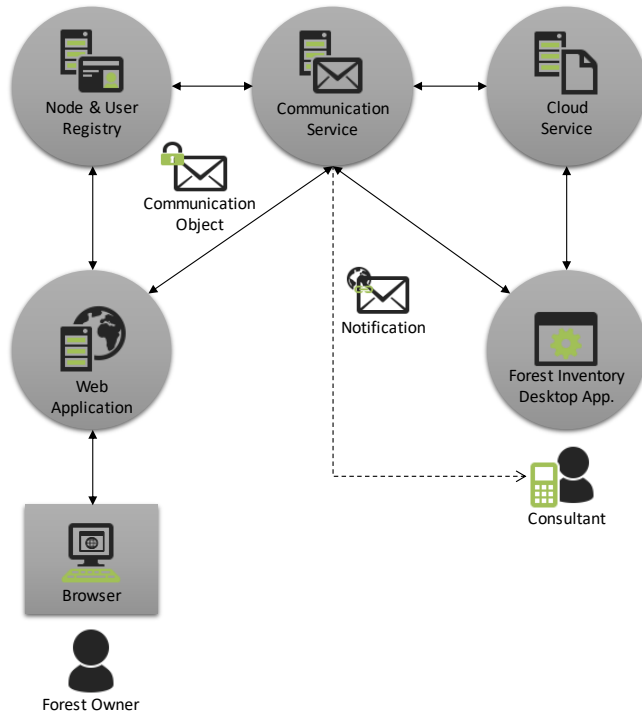 Node & User
Registry
Communication
Service
Cloud
Service
Communication
Object
Notification
Web
Application
Forest Inventory
Desktop App.
Consultant
Browser
Forest Owner